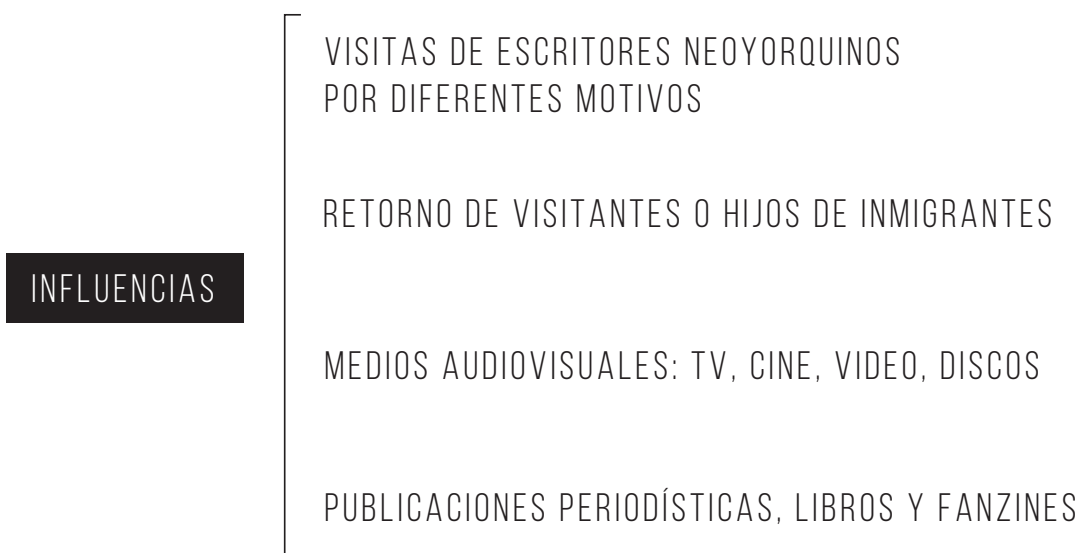 INFLUENCIAS
VISITAS DE ESCRITORES NEOYORQUINOS
POR DIFERENTES MOTIVOS
RETORNO DE VISITANTES O HIJOS DE INMIGRANTES
MEDIOS AUDIOVISUALES: TV, CINE, VIDEO, DISCOS
PUBLICACIONES PERIODÍSTICAS, LIBROS Y FANZINES